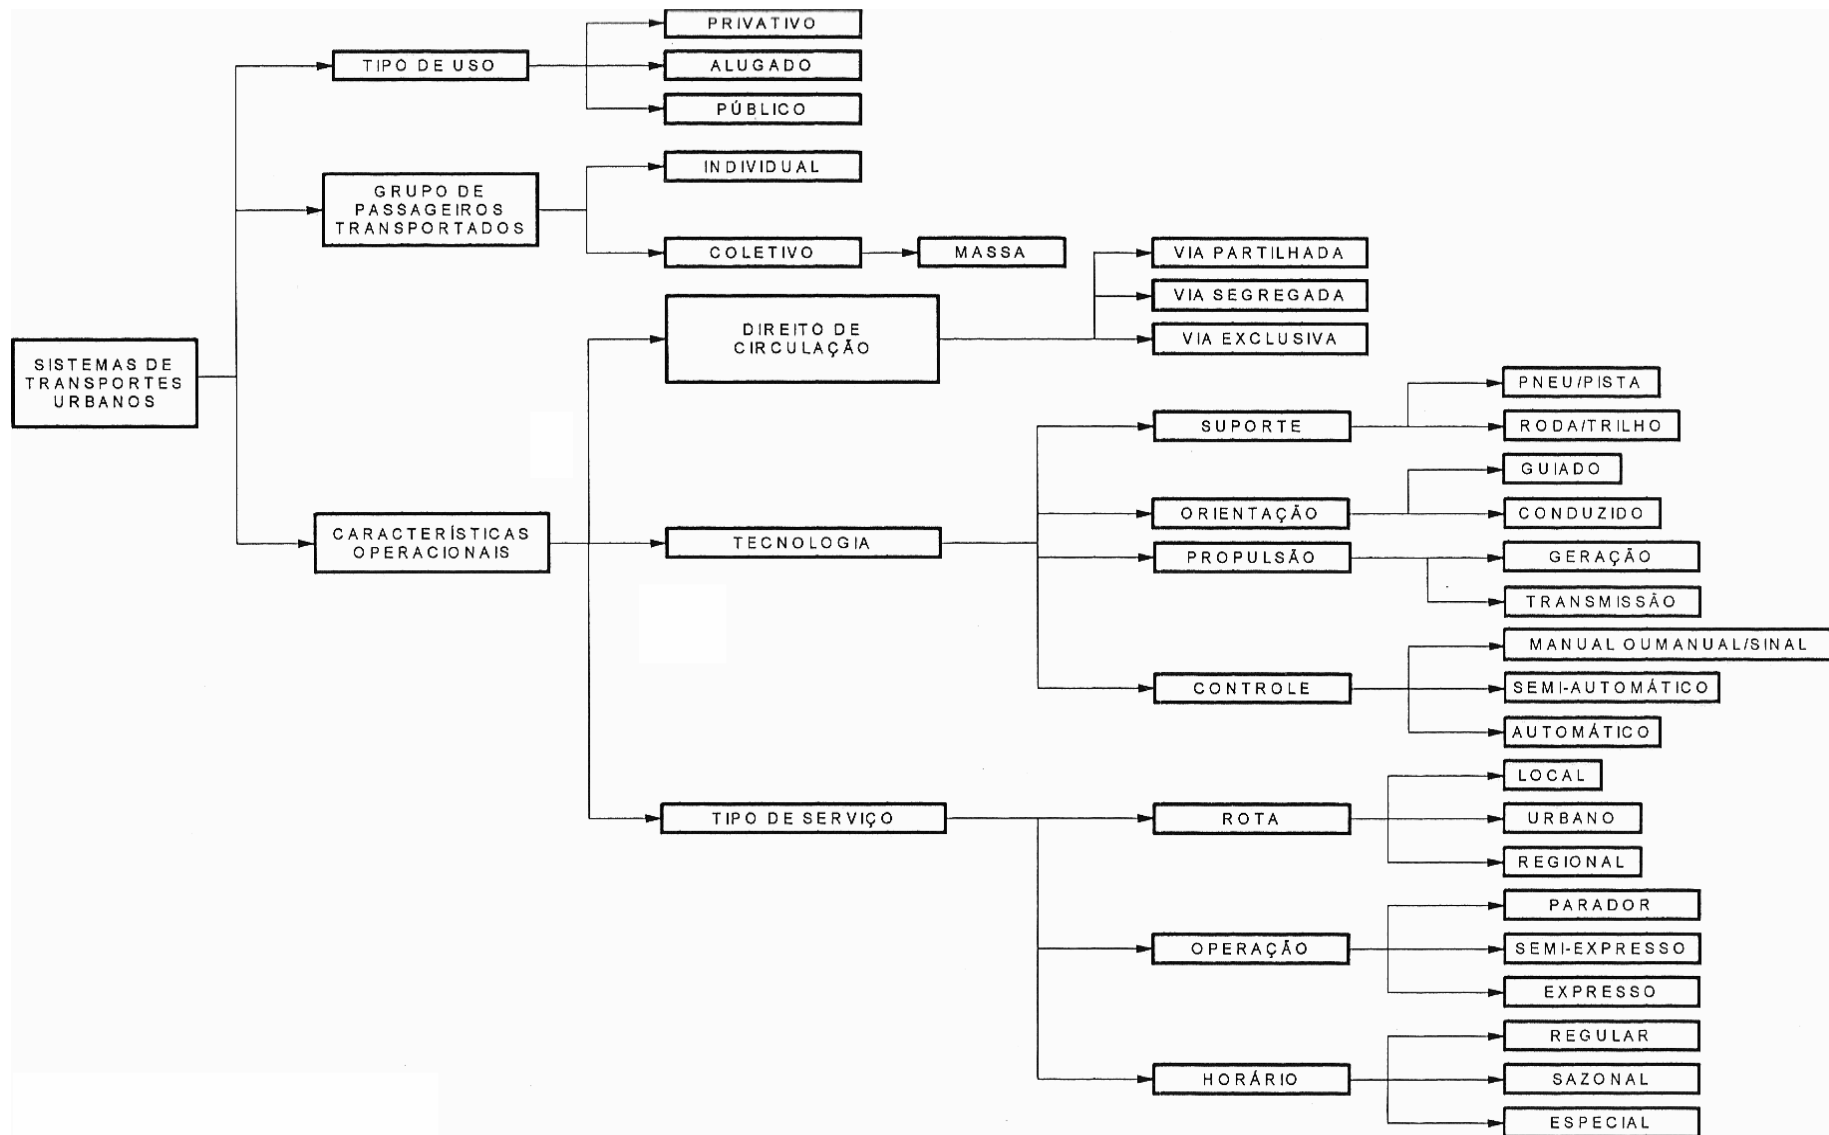 PRIVATIVO
TIPO DE USO
ALUGADO
PÚBLICO
INDIVIDUAL
GRUPO DE
PASSAGEIROS
TRANSPORTADOS
COLETIVO
MASSA
VIA PARTILHADA
VIA SEGREGADA
DIREITO DE
CIRCULAÇÃO
VIA EXCLUSIVA
SISTEMAS DE
TRANSPORTES
URBANOS
PNEU/PISTA
SUPORTE
RODA/TRILHO
GUIADO
ORIENTAÇÃO
CONDUZIDO
CARACTERÍSTICAS
OPERACIONAIS
TECNOLOGIA
PROPULSÃO
GERAÇÃO
TRANSMISSÃO
MANUAL OUMANUAL/SINAL
CONTROLE
SEMI-AUTOMÁTICO
AUTOMÁTICO
LOCAL
TIPO DE SERVIÇO
ROTA
URBANO
REGIONAL
PARADOR
OPERAÇÃO
SEMI-EXPRESSO
EXPRESSO
REGULAR
HORÁRIO
SAZONAL
ESPECIAL